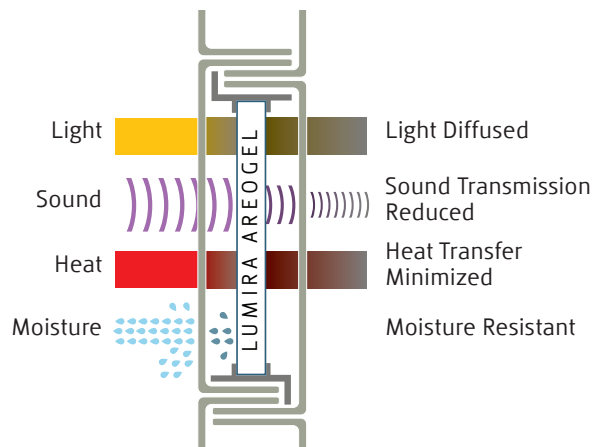 Light
Light Diffused
Sound
Sound Transmission
Reduced
Heat
Heat Transfer
Minimized
Moisture
Moisture Resistant
LUMIRA AREOGEL